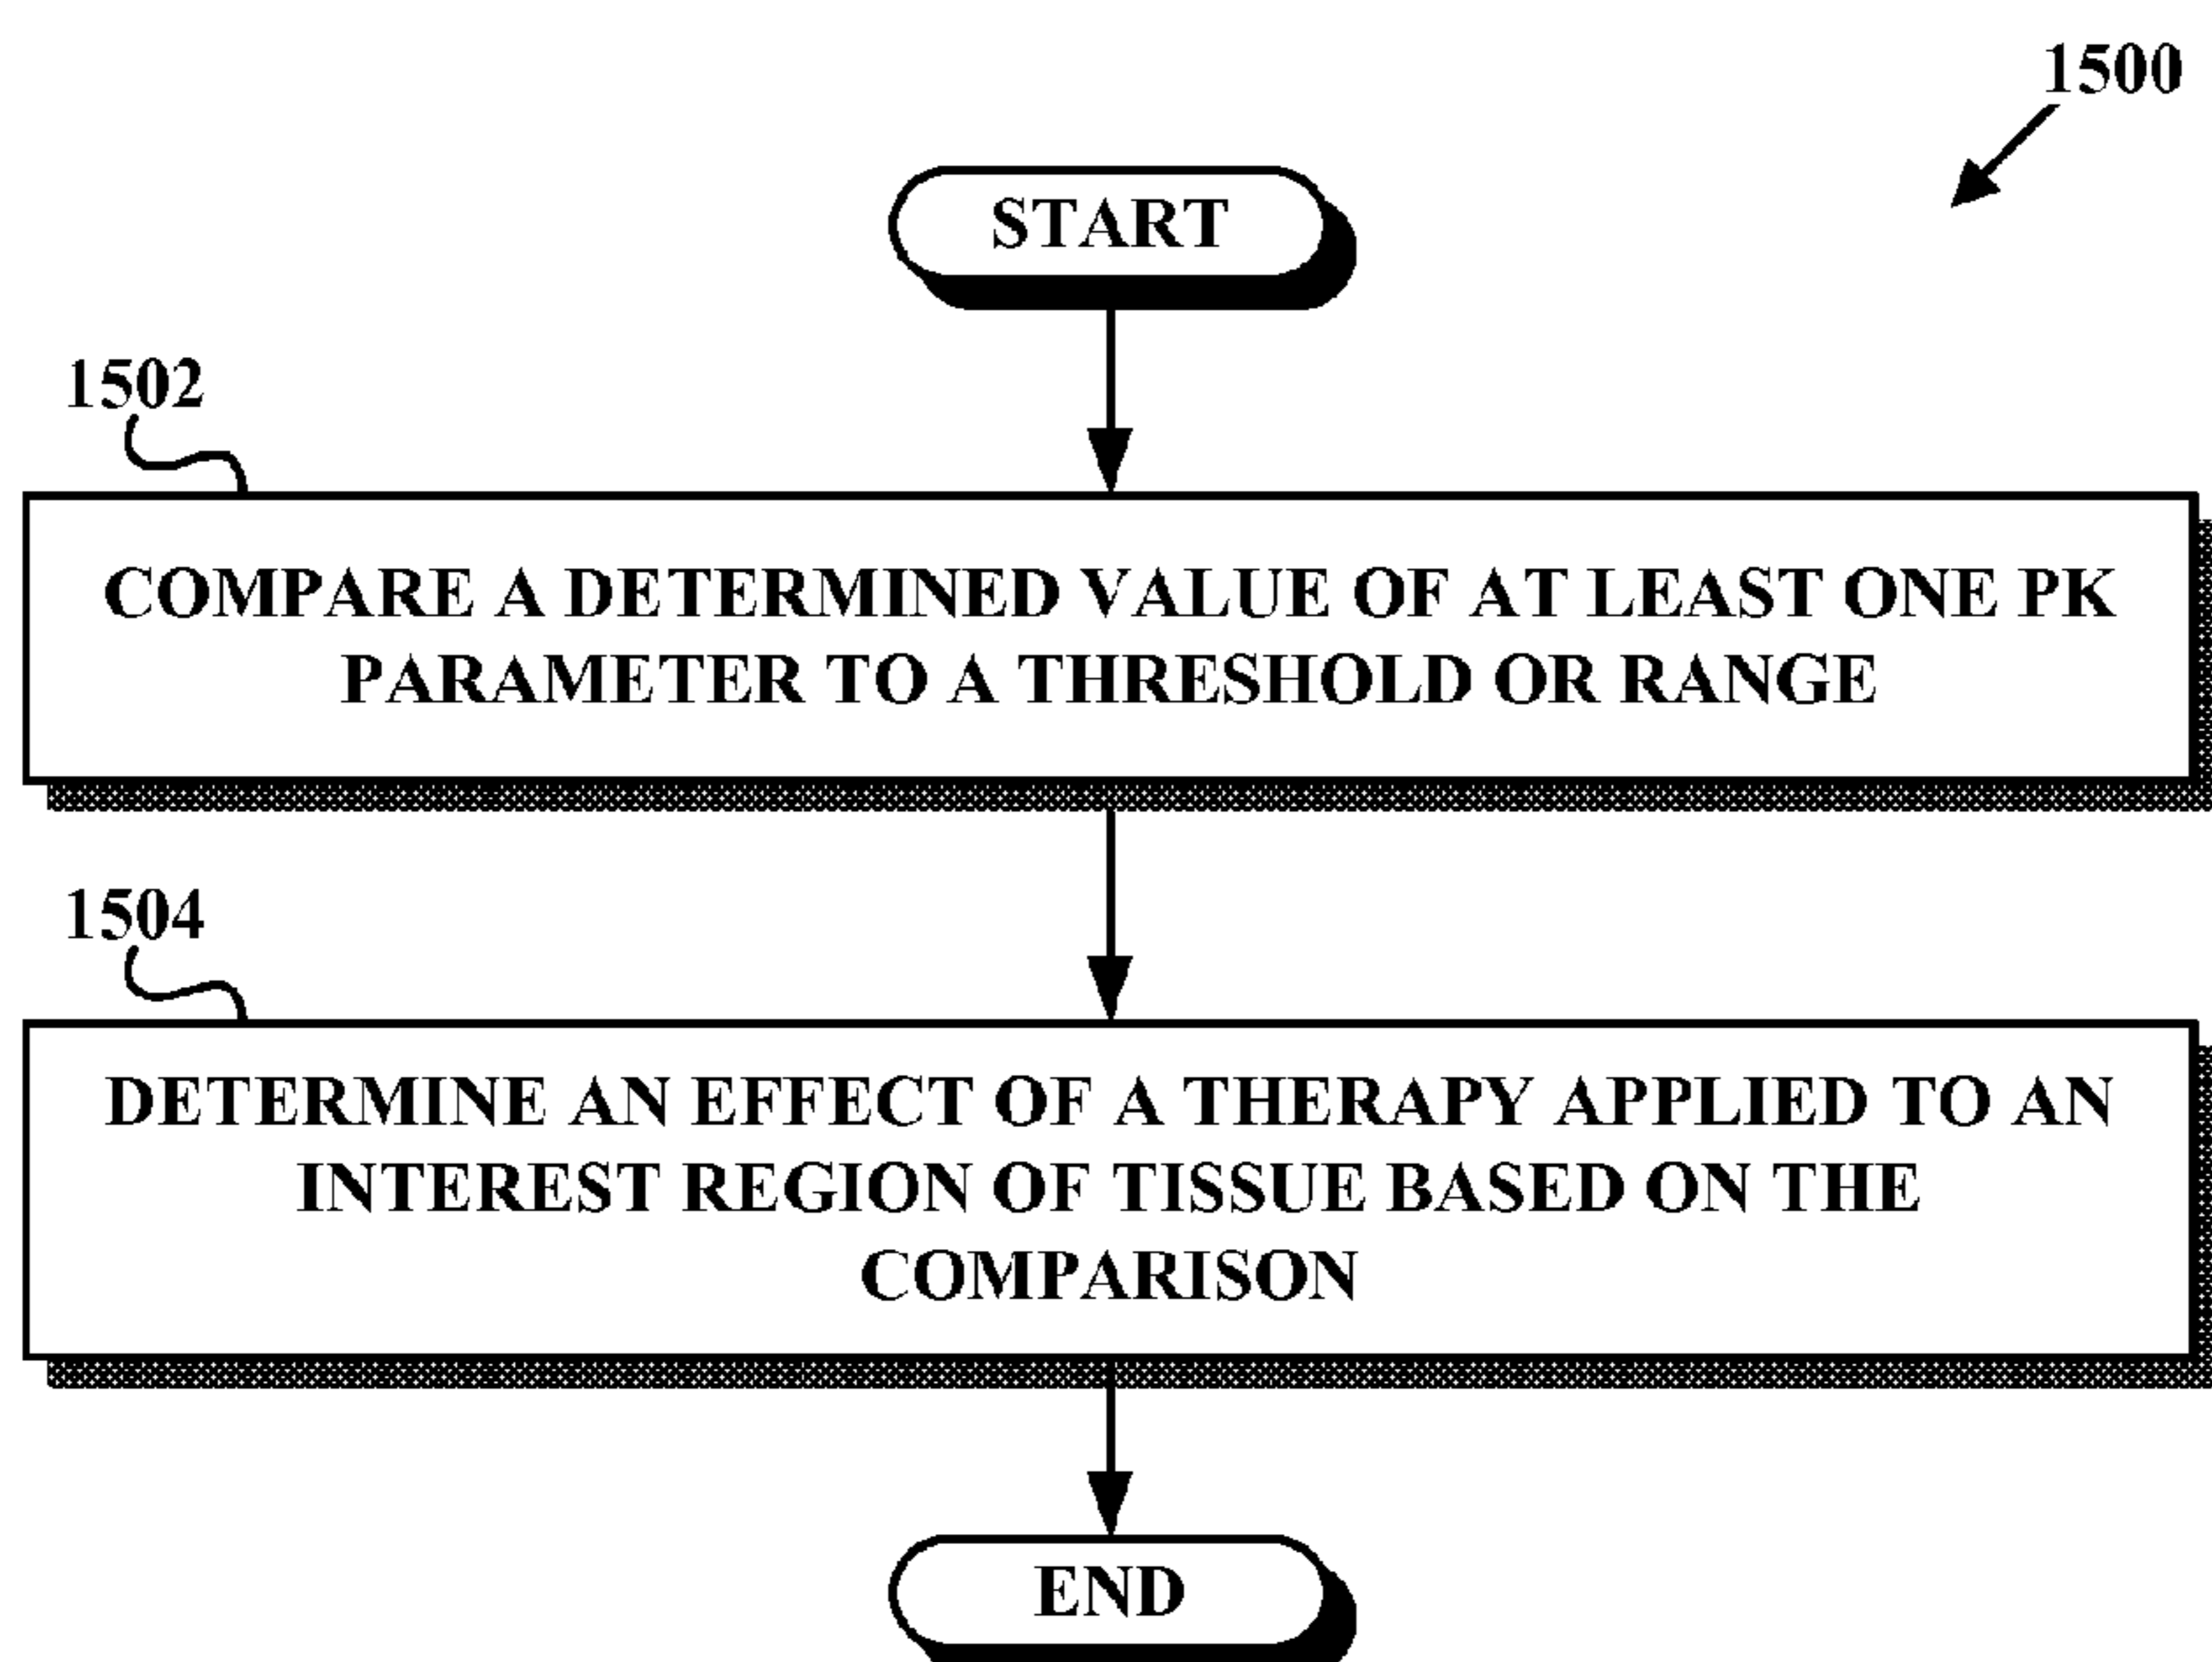 1500
START
1502
COMPARE A DETERMINED VALUE OF AT LEAST ONE PK
PARAMETER TO A THRESHOLD OR RANGE
1504
DETERMINE AN EFFECT OF A THERAPY APPLIED TO AN
INTEREST REGION OF TISSUE BASED ON THE
COMPARISON
END